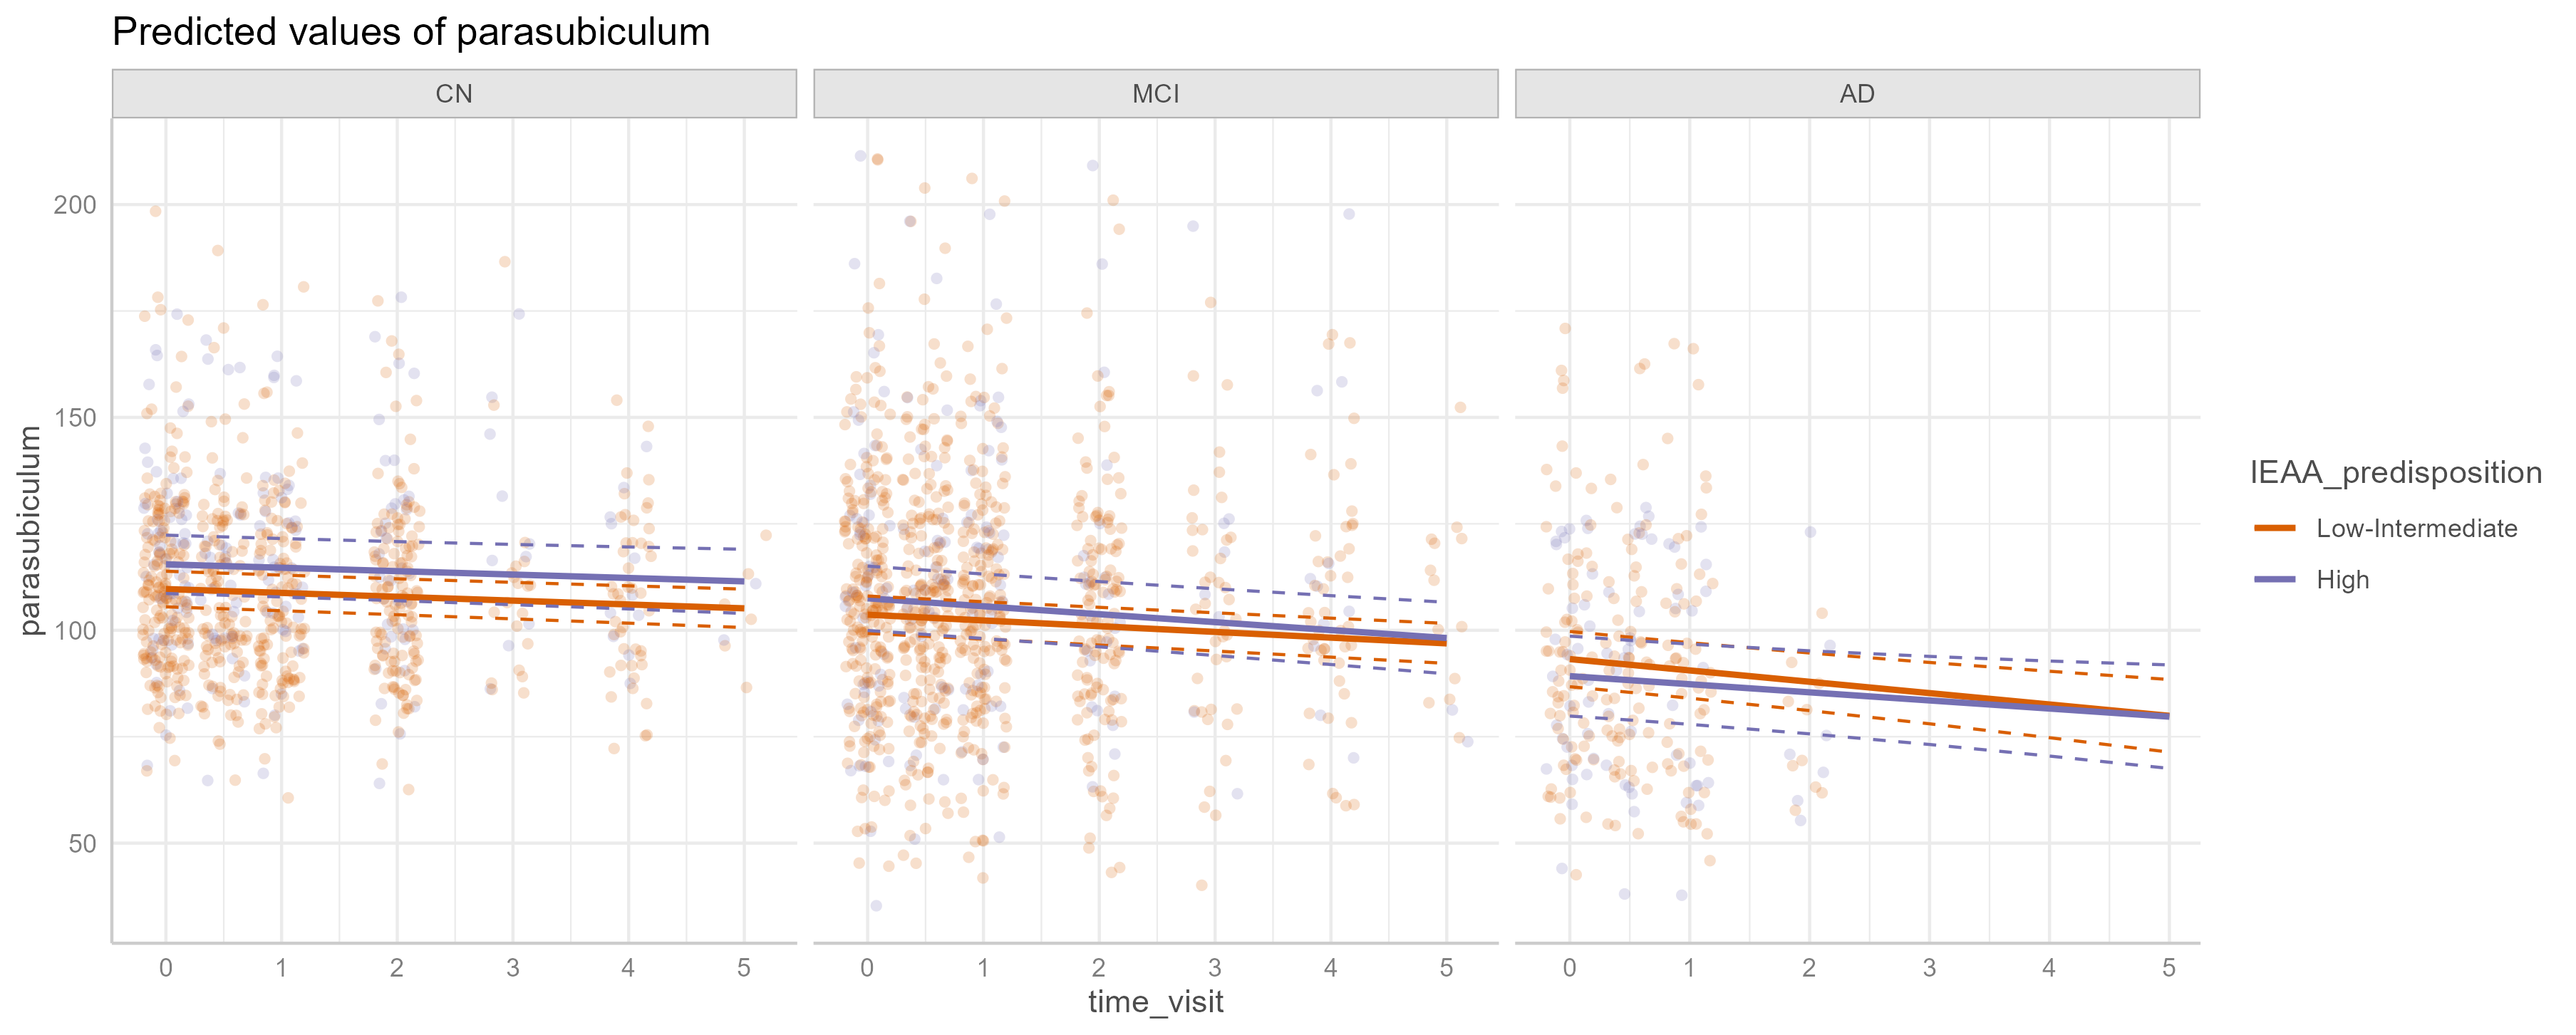 Predicted values of parasubiculum
CN
MCI
AD
200
150
100
50
parasubiculum
0 1 2 3 4 5
0 1 2 3 4 5
0 1 2 3 4 5
time_visit
IEAA_predisposition
Low-Intermediate
High